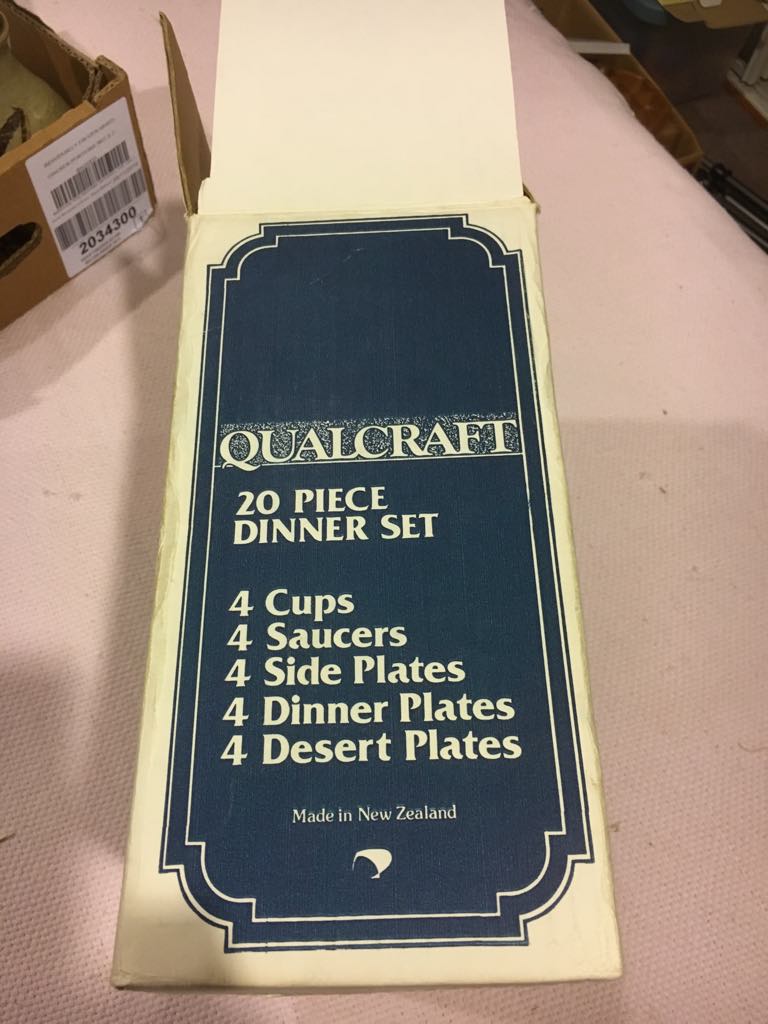 2034300
QUALCRAFT
20 PIECE
DINNER SET
4 Cups
4 Saucers
4 Side Plates
4 Dinner Plates
4 Desert Plates
Made in New Zealand